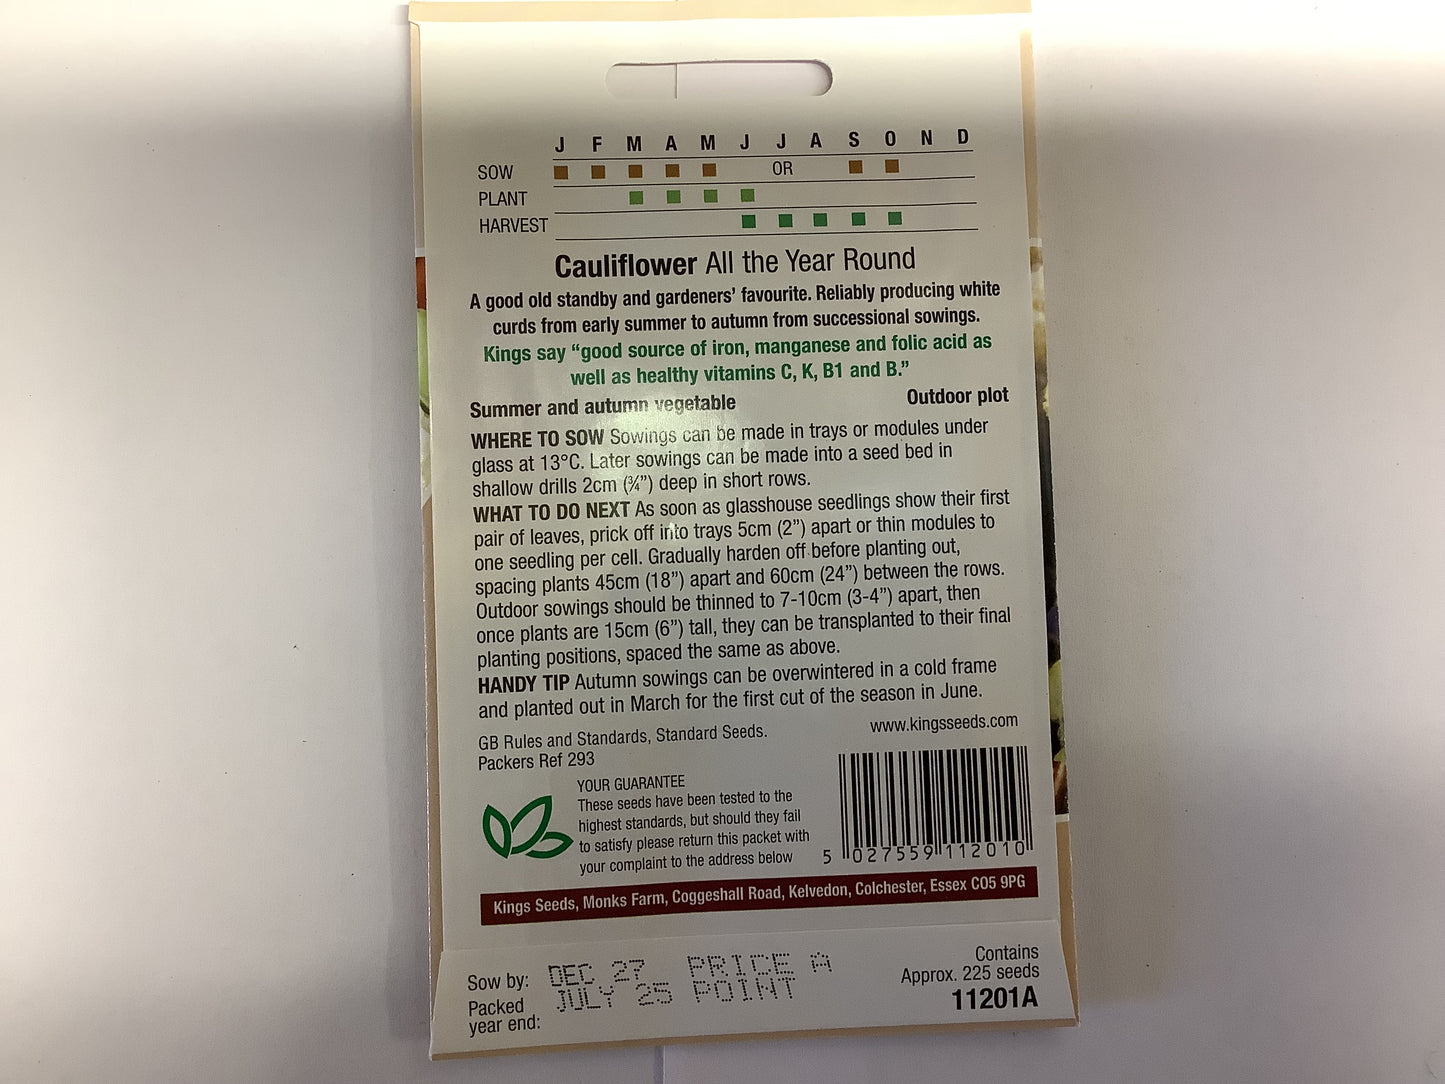 J F M A M J J A S O N D
SOW OR
PLANT
HARVEST
Cauliflower All the Year Round
A good old standby and gardeners’ favourite. Reliably producing white
curds from early summer to autumn from successional sowings.
Kings say “good source of iron, manganese and folic acid as
well as healthy vitamins C, K, B1 and B.”
Summer and autumn vegetable Outdoor plot
WHERE TO SOW Sowings can be made in trays or modules under
glass at 13°C. Later sowings can be made into a seed bed in
shallow drills 2cm (¾”) deep in short rows.
WHAT TO DO NEXT As soon as glasshouse seedlings show their first
pair of leaves, prick off into trays 5cm (2”) apart or thin modules to
one seedling per cell. Gradually harden off before planting out,
spacing plants 45cm (18”) apart and 60cm (24”) between the rows.
Outdoor sowings should be thinned to 7-10cm (3-4”) apart, then
once plants are 15cm (6”) tall, they can be transplanted to their final
planting positions, spaced the same as above.
HANDY TIP Autumn sowings can be overwintered in a cold frame
and planted out in March for the first cut of the season in June.
GB Rules and Standards, Standard Seeds. www.kingsseeds.com
Packers Ref 293
YOUR GUARANTEE
These seeds have been tested to the
highest standards, but should they fail
to satisfy please return this packet with
your complaint to the address below
5 027559 112010
Kings Seeds, Monks Farm, Coggeshall Road, Kelvedon, Colchester, Essex CO5 9PG
Sow by: DEC 27 PRICE A
Packed JULY 25 POINT
year end:
Contains
Approx. 225 seeds
11201A